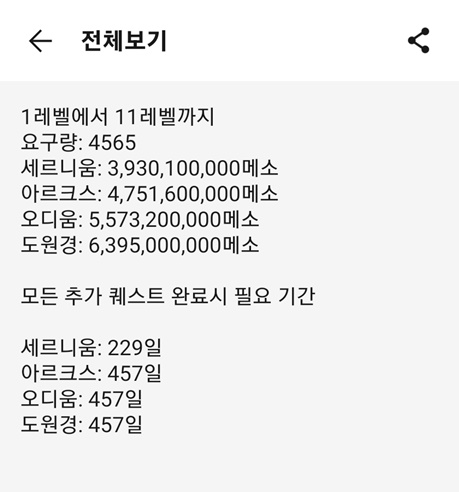 전체보기
1레벨에서 11레벨까지
요구량: 4565
세르니움: 3,930,100,000메소
아르크스: 4,751,600,000메소
오디움: 5,573,200,000메소
도원경: 6,395,000,000메소
모든 추가 퀘스트 완료시 필요 기간
세르니움: 229일
아르크스: 457일
오디움: 457일
도원경: 457일